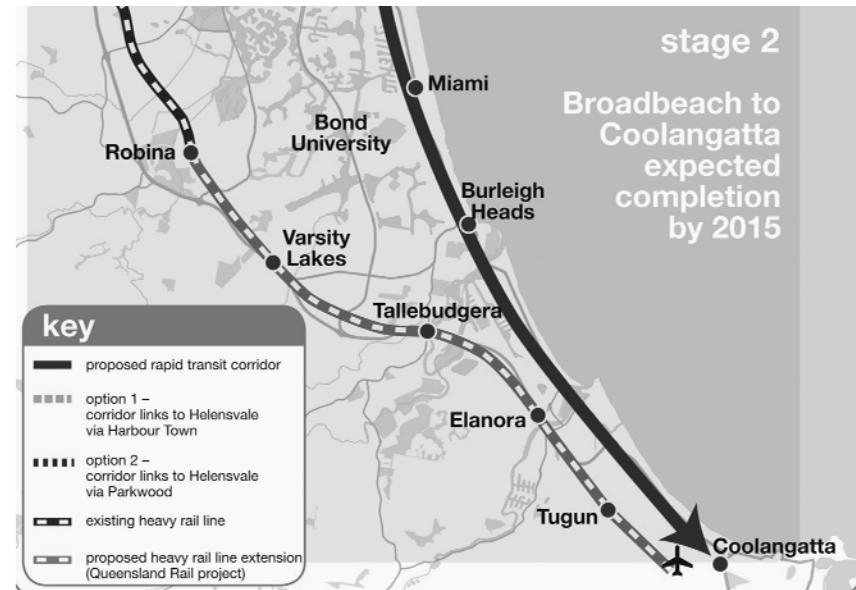 stage 2
Broadbeach to
Coolangatta
expected
completion
by 2015
Miami
Bond
University
Robina
Burleigh
Heads
Varsity
Lakes
Tallebudgera
Elanora
Tugun
Coolangatta
key
proposed rapid transit corridor
option 1 –
corridor links to Helensvale
via Harbour Town
option 2 –
corridor links to Helensvale
via Parkwood
existing heavy rail line
proposed heavy rail line extension
(Queensland Rail project)